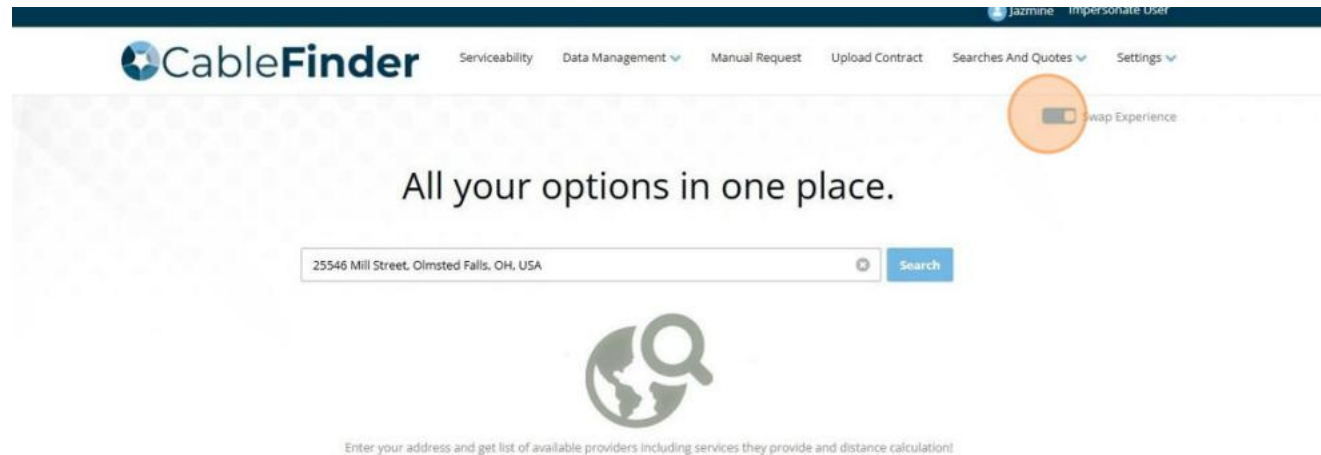 Jazmine Impersonate User
CableFinder Serviceability Data Management Manual Request Upload Contract Searches And Quotes Settings
Swap Experience
All your options in one place.
25546 Mill Street, Olmsted Falls, OH, USA Search
Enter your address and get list of available providers including services they provide and distance calculation!